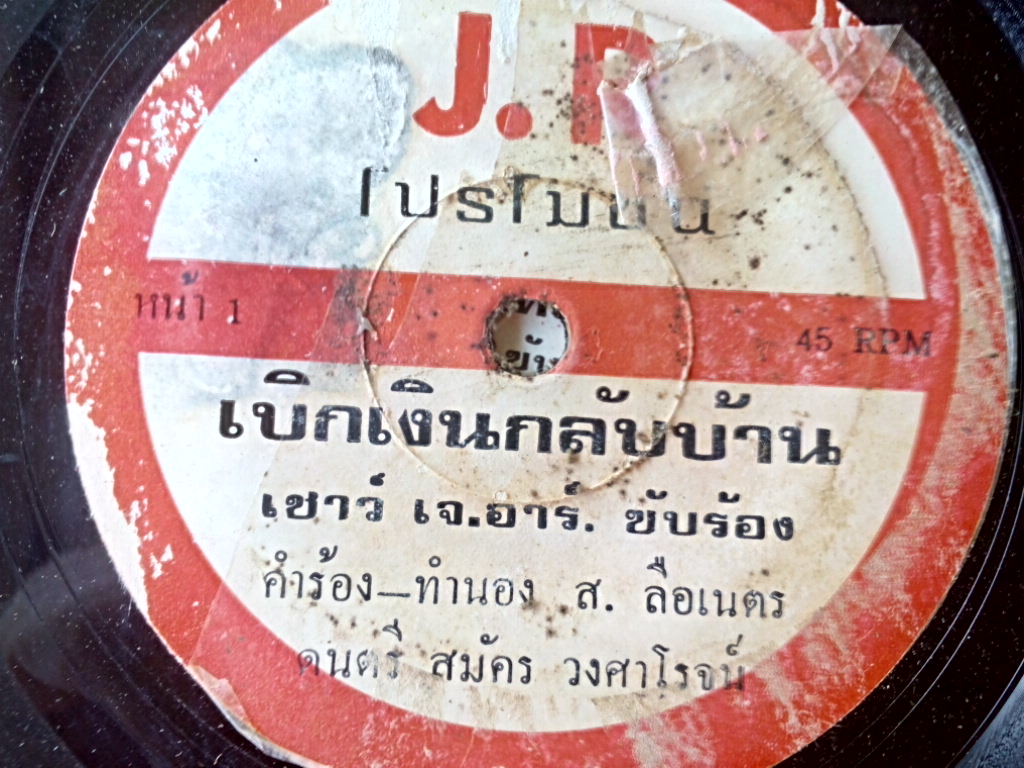 J.
โปรโมชั่น
หน้า 1
45 RPM
เบิกเงินกลับบ้าน
เชาว์ เจ.อาร์. ขับร้อง
คำร้อง—ทำนอง ส. ลือเนตร
ดนตรี สมัคร วงศาโรจน์